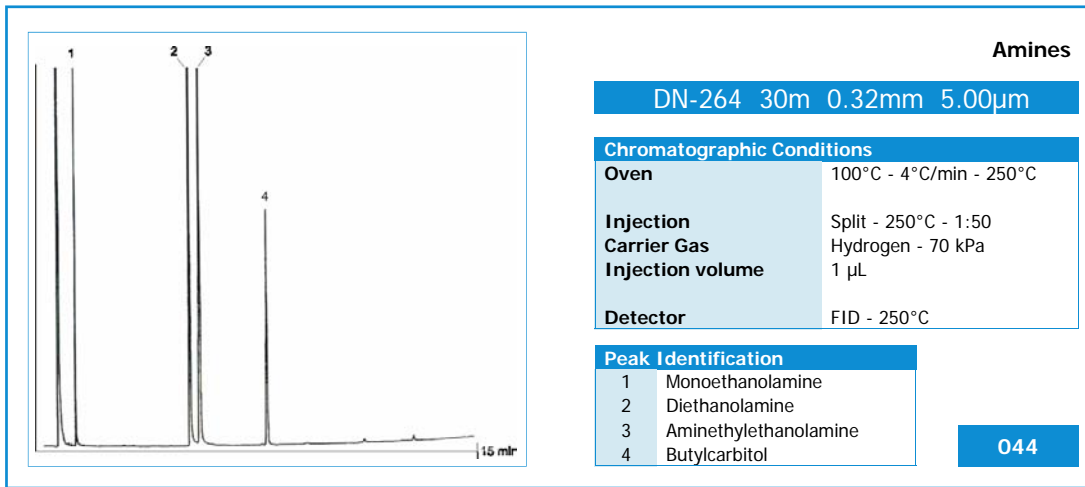 1
2
3
4
15 min
Amines
DN-264 30m 0.32mm 5.00µm
Chromatographic Conditions
Oven 100°C - 4°C/min - 250°C
Injection Split - 250°C - 1:50
Carrier Gas Hydrogen - 70 kPa
Injection volume 1 µL
Detector FID - 250°C
Peak Identification
1 Monoethanolamine
2 Diethanolamine
3 Aminethylethanolamine
4 Butylcarbitol
044